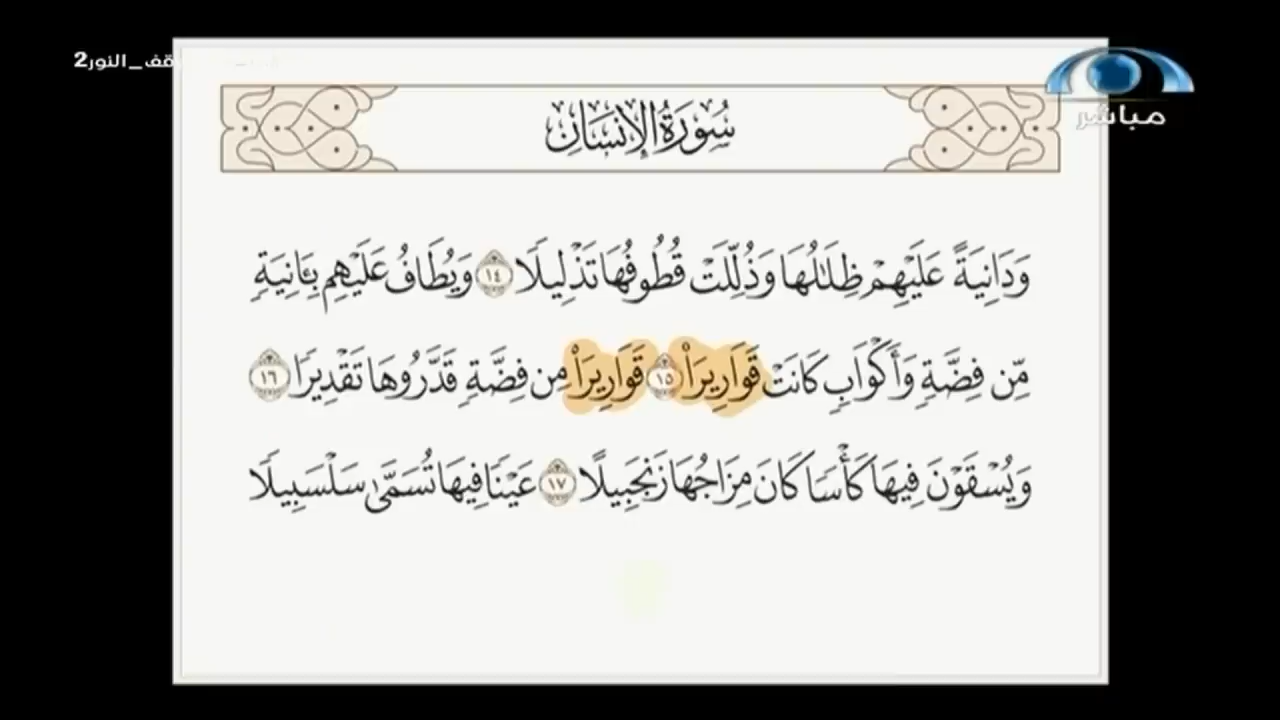 قف_النور2
مباشر
سُورَةُ الإِنسَانِ
وَدَانِيَةً عَلَيْهِمْ ظِلَٰلُهَا وَذُلِّلَتْ قُطُوفُهَا تَذْلِيلًا ١٤ وَيُطَافُ عَلَيْهِم بِـَٔانِيَةٍ
مِّن فِضَّةٍ وَأَكْوَابٍ كَانَتْ قَوَارِيرَا۠ ١٥ قَوَارِيرَا۟ مِن فِضَّةٍ قَدَّرُوهَا تَقْدِيرًا ١٦
وَيُسْقَوْنَ فِيهَا كَأْسًا كَانَ مِزَاجُهَا زَنجَبِيلًا ١٧ عَيْنًا فِيهَا تُسَمَّىٰ سَلْسَبِيلًا